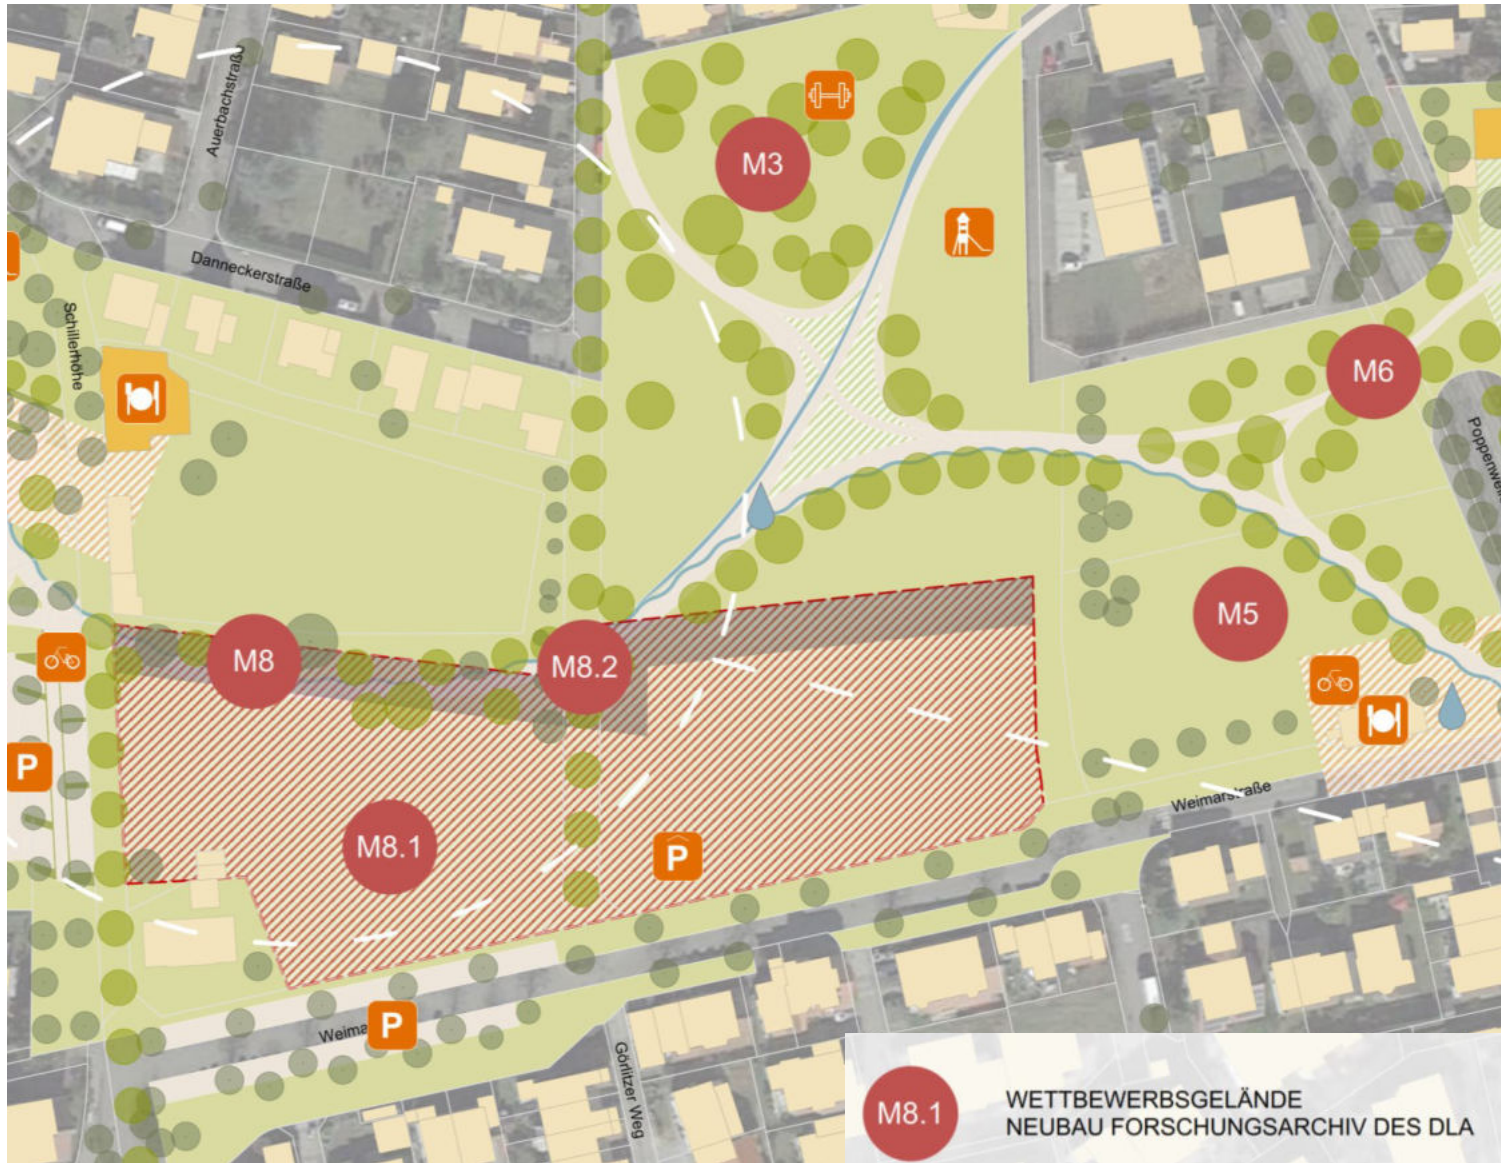 Auerbachstraße
M3
Danneckerstraße
Schillerhöhe
M6
M5
M8
M8.2
P
M8.1
P
Weimarstraße
P
Görlitzer Weg
M8.1
WETTBEWERBSGELÄNDE
NEUBAU FORSCHUNGSARCHIV DES DLA